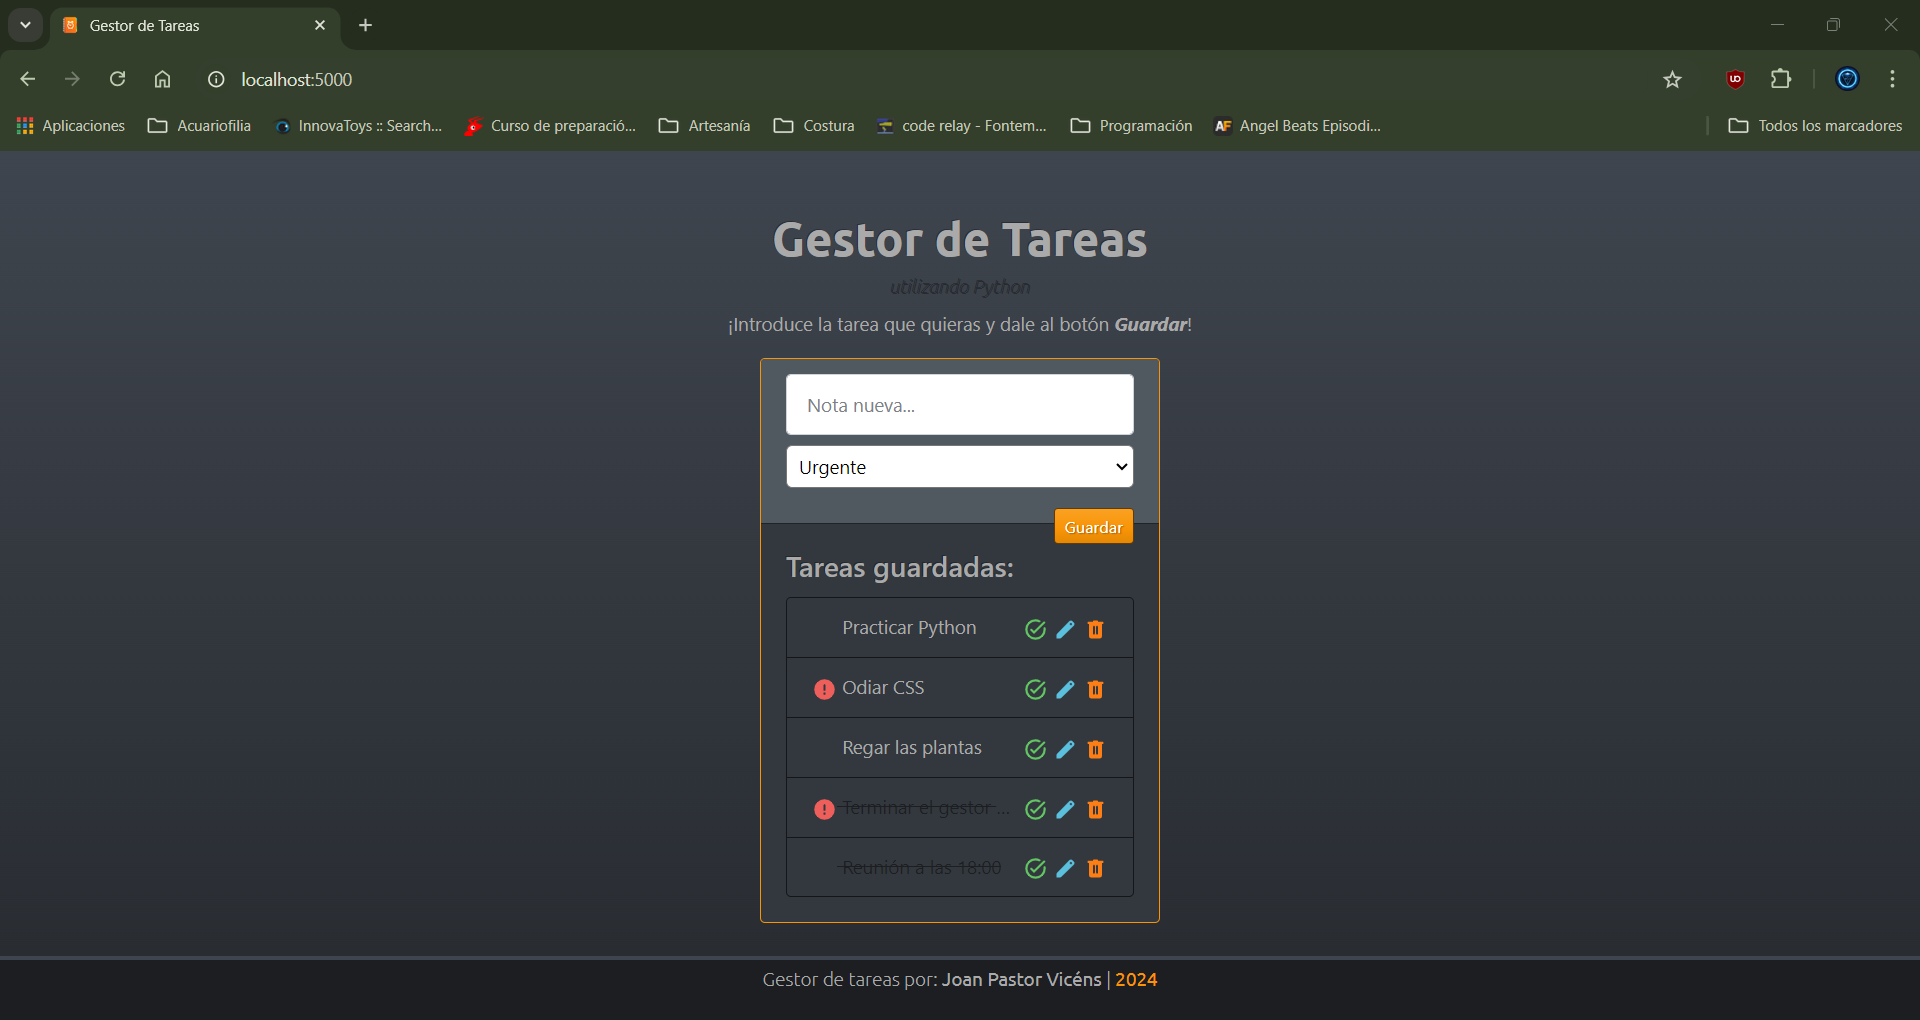 Gestor de Tareas
localhost:5000
Aplicaciones Acuariofilia InnovaToys :: Search... Curso de preparació... Artesanía Costura code relay - Fontem... Programación AF Angel Beats Episodi... Todos los marcadores
Gestor de Tareas
utilizando Python
¡Introduce la tarea que quieras y dale al botón Guardar!
Nota nueva...
Urgente
Guardar
Tareas guardadas:
Practicar Python
Odiar CSS
Regar las plantas
Terminar el gestor ...
Reunión a las 18:00
Gestor de tareas por: Joan Pastor Vicéns | 2024